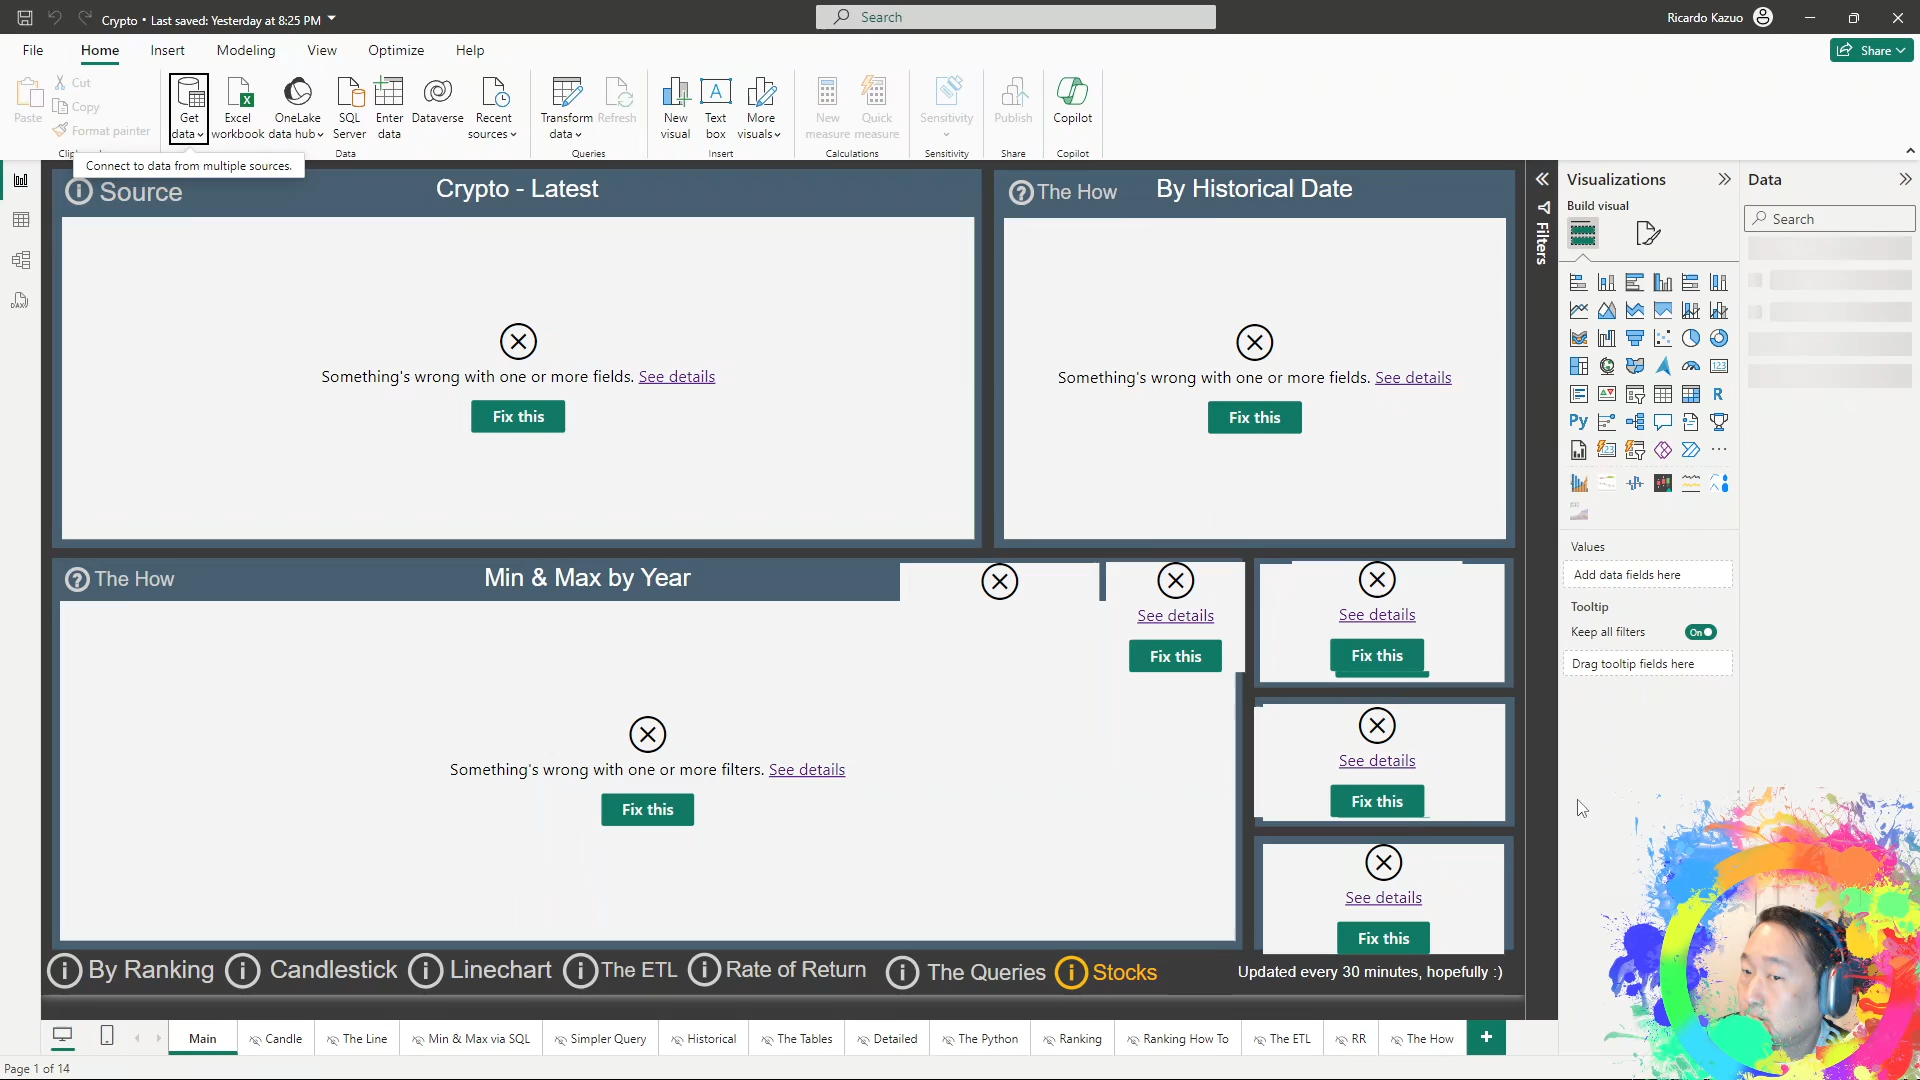 Crypto • Last saved: Yesterday at 8:25 PM
Search
Ricardo Kazuo
File
Home
Insert
Modeling
View
Optimize
Help
Share
Paste
Cut
Copy
Format painter
Get data
Excel workbook
OneLake data hub
SQL Server
Enter data
Dataverse
Recent sources
Transform data
Refresh
New visual
Text box
More visuals
New measure
Quick measure
Sensitivity
Publish
Copilot
Data
Queries
Insert
Calculations
Sensitivity
Share
Copilot
Connect to data from multiple sources.
Source
Crypto - Latest
Something's wrong with one or more fields. See details
Fix this
The How
By Historical Date
Something's wrong with one or more fields. See details
Fix this
The How
Min & Max by Year
Something's wrong with one or more filters. See details
Fix this
See details
Fix this
See details
Fix this
See details
Fix this
See details
Fix this
By Ranking
Candlestick
Linechart
The ETL
Rate of Return
The Queries
Stocks
Updated every 30 minutes, hopefully :)
Filters
Visualizations
Build visual
R
Py
123
Values
Add data fields here
Tooltip
Keep all filters
On
Drag tooltip fields here
Data
Search
DAX
Main
Candle
The Line
Min & Max via SQL
Simpler Query
Historical
The Tables
Detailed
The Python
Ranking
Ranking How To
The ETL
RR
The How
Page 1 of 14